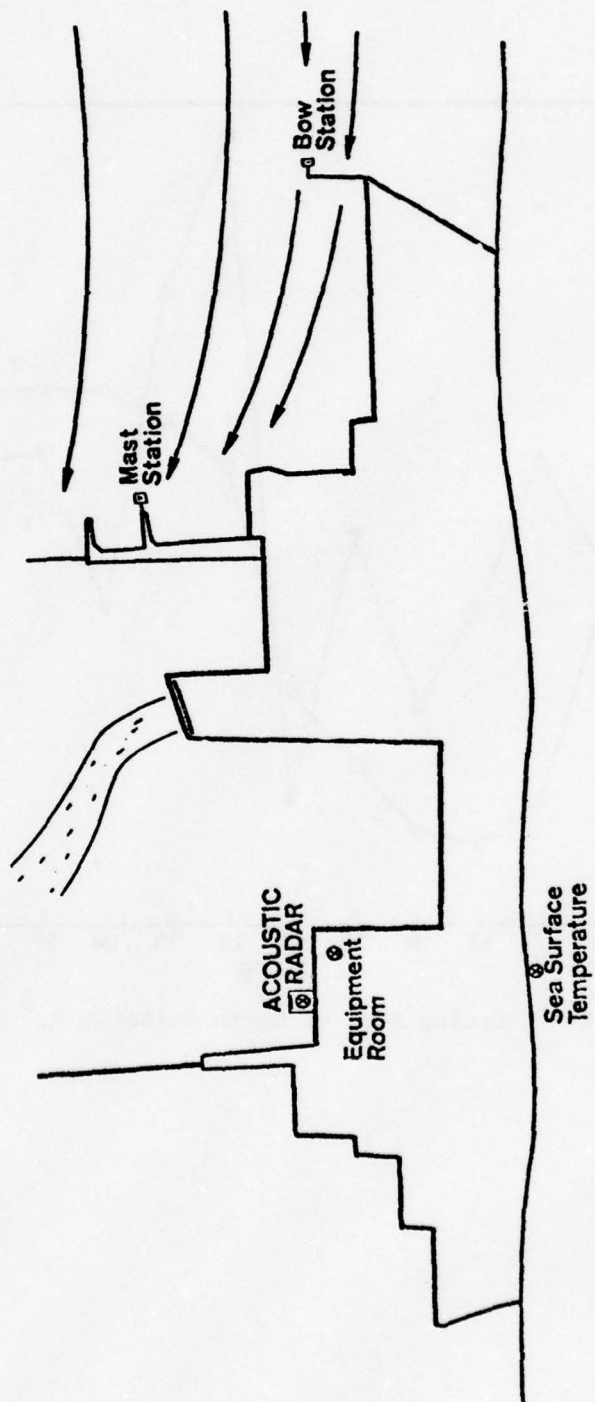 Mast
Station
Bow
Station
ACOUSTIC
RADAR
Equipment
Room
Sea Surface
Temperature